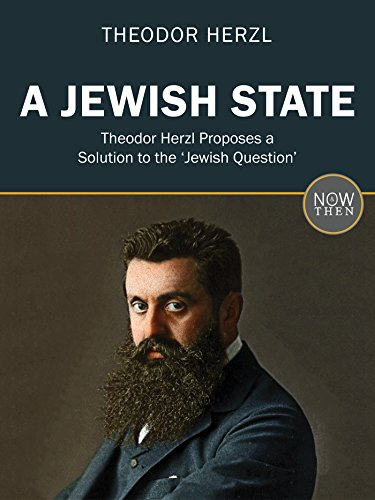 THEODOR HERZL
A JEWISH STATE
Theodor Herzl Proposes a
Solution to the ‘Jewish Question’
NOW
&
THEN